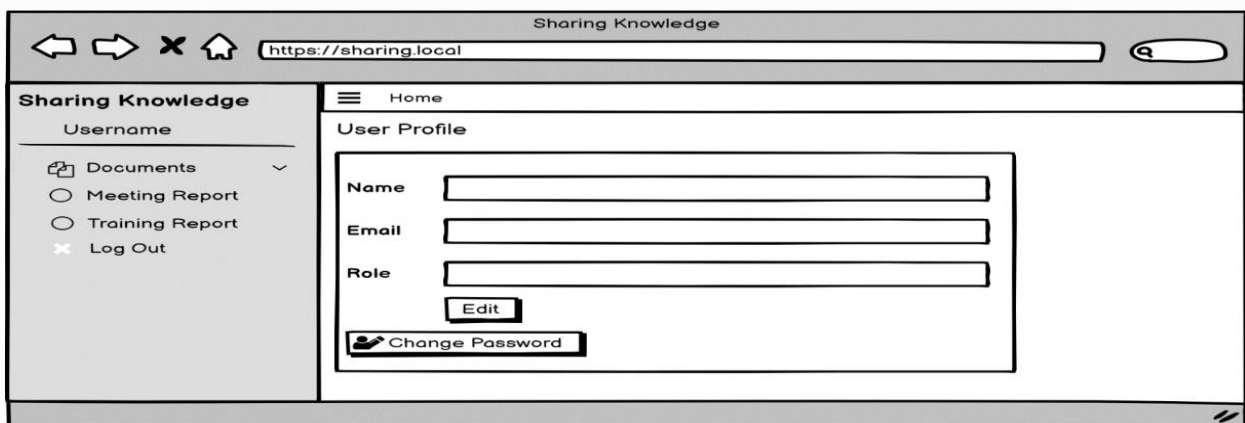 Sharing Knowledge
https://sharing.local
Sharing Knowledge
Username
Documents
Meeting Report
Training Report
Log Out
Home
User Profile
Name
Email
Role
Edit
Change Password